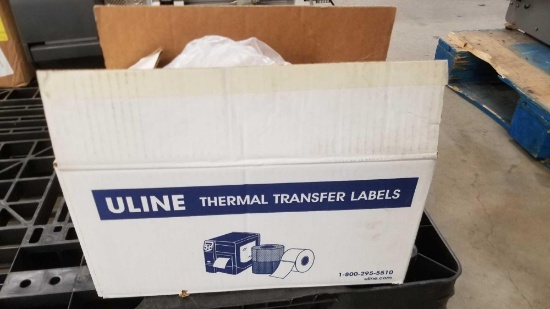 ULINE THERMAL TRANSFER LABELS
1-800-295-5510
uline.com